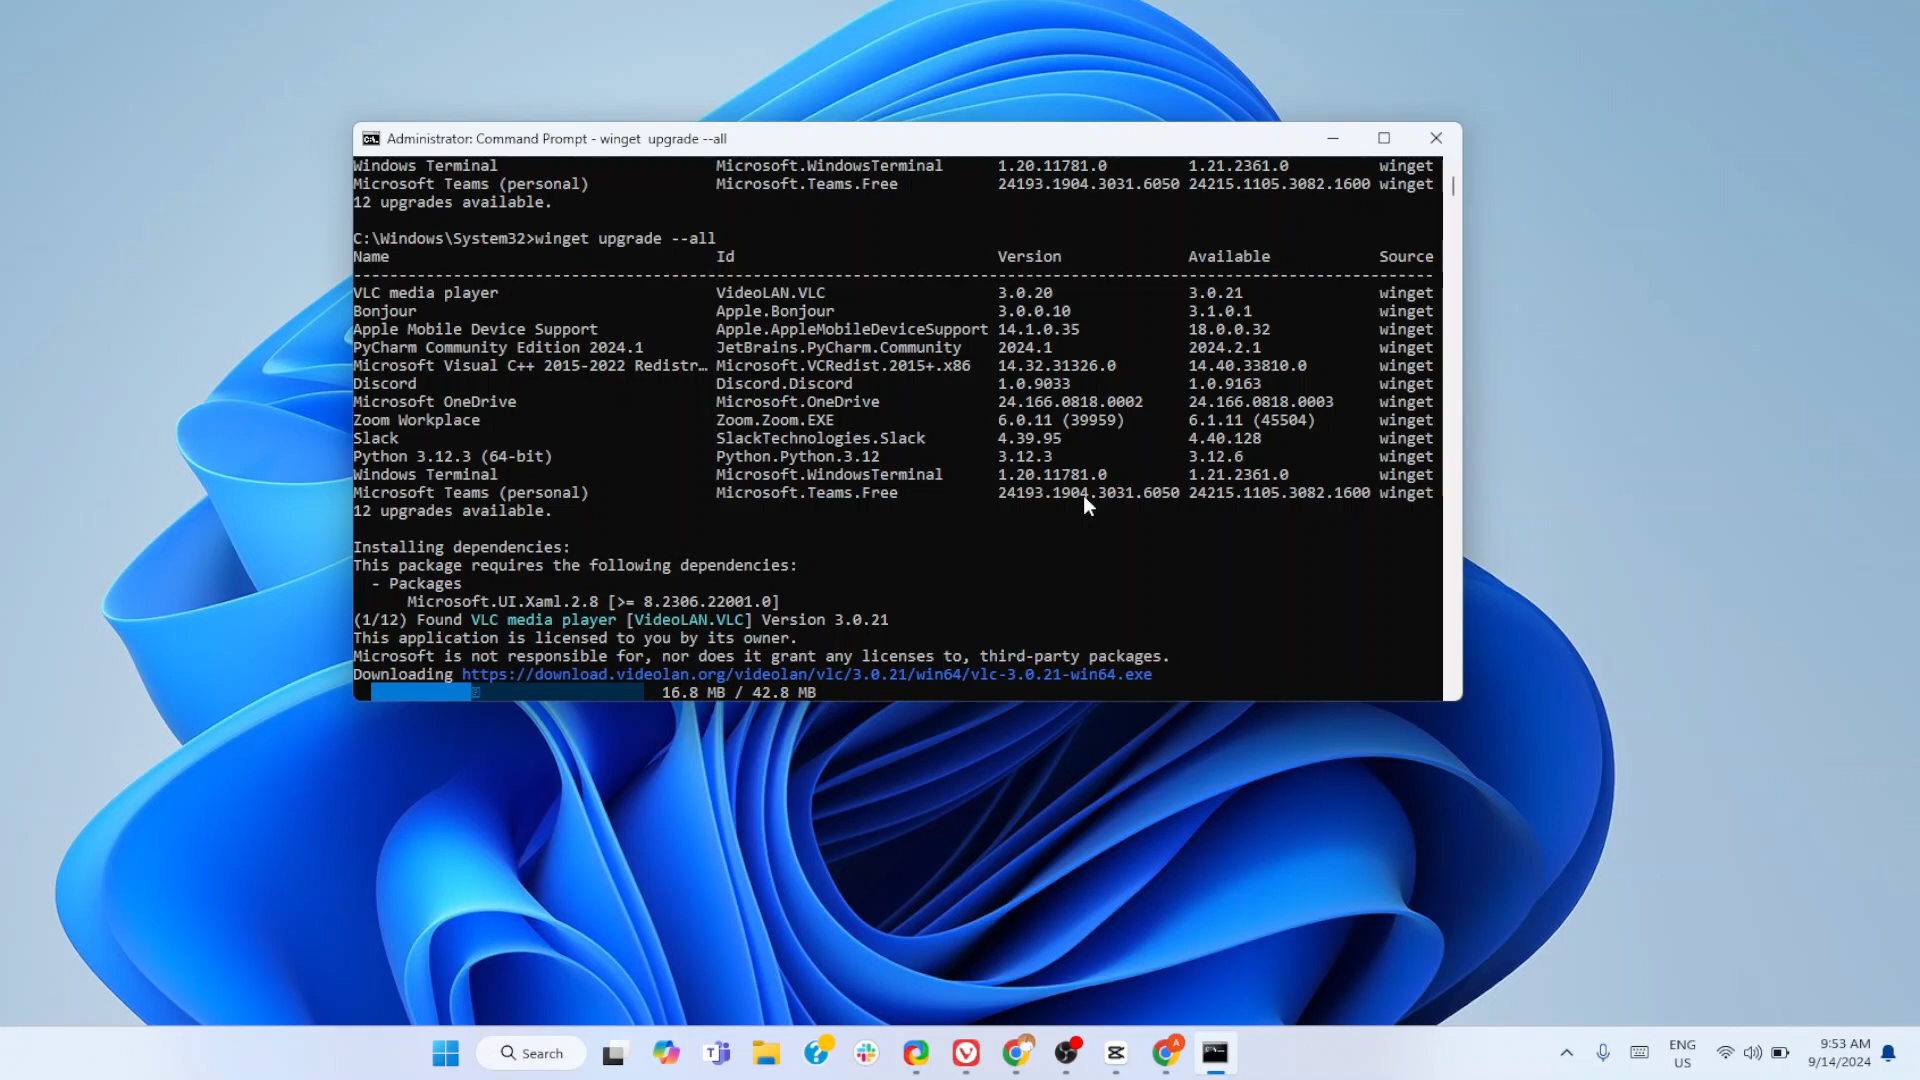 Administrator: Command Prompt - winget  upgrade --all
Windows Terminal Microsoft.WindowsTerminal 1.20.11781.0 1.21.2361.0 winget
Microsoft Teams (personal) Microsoft.Teams.Free 24193.1904.3031.6050 24215.1105.3082.1600 winget
12 upgrades available.
C:\Windows\System32>winget upgrade --all
Name Id Version Available Source
--------------------------------------------------------------------------------------------------------------------
VLC media player VideoLAN.VLC 3.0.20 3.0.21 winget
Bonjour Apple.Bonjour 3.0.0.10 3.1.0.1 winget
Apple Mobile Device Support Apple.AppleMobileDeviceSupport 14.1.0.35 18.0.0.32 winget
PyCharm Community Edition 2024.1 JetBrains.PyCharm.Community 2024.1 2024.2.1 winget
Microsoft Visual C++ 2015-2022 Redistr… Microsoft.VCRedist.2015+.x86 14.32.31326.0 14.40.33810.0 winget
Discord Discord.Discord 1.0.9033 1.0.9163 winget
Microsoft OneDrive Microsoft.OneDrive 24.166.0818.0002 24.166.0818.0003 winget
Zoom Workplace Zoom.Zoom.EXE 6.0.11 (39959) 6.1.11 (45504) winget
Slack SlackTechnologies.Slack 4.39.95 4.40.128 winget
Python 3.12.3 (64-bit) Python.Python.3.12 3.12.3 3.12.6 winget
Windows Terminal Microsoft.WindowsTerminal 1.20.11781.0 1.21.2361.0 winget
Microsoft Teams (personal) Microsoft.Teams.Free 24193.1904.3031.6050 24215.1105.3082.1600 winget
12 upgrades available.
Installing dependencies:
This package requires the following dependencies:
- Packages
Microsoft.UI.Xaml.2.8 [>= 8.2306.22001.0]
(1/12) Found VLC media player [VideoLAN.VLC] Version 3.0.21
This application is licensed to you by its owner.
Microsoft is not responsible for, nor does it grant any licenses to, third-party packages.
Downloading https://download.videolan.org/videolan/vlc/3.0.21/win64/vlc-3.0.21-win64.exe
16.8 MB / 42.8 MB
Search
ENG
US
9:53 AM
9/14/2024